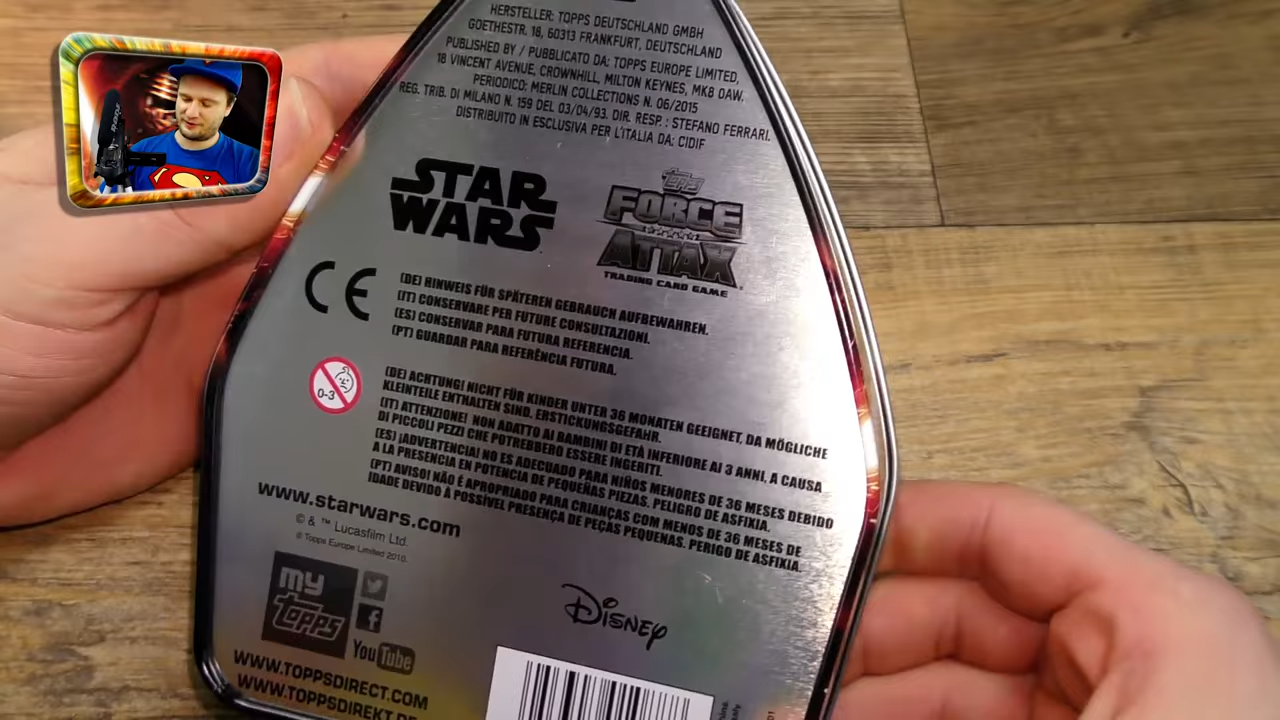 HERSTELLER: TOPPS DEUTSCHLAND GMBH
GOETHESTR. 18, 60313 FRANKFURT, DEUTSCHLAND
PUBLISHED BY / PUBBLICATO DA: TOPPS EUROPE LIMITED,
18 VINCENT AVENUE, CROWNHILL, MILTON KEYNES, MK8 0AW.
PERIODICO: MERLIN COLLECTIONS N. 06/2015
REG. TRIB. DI MILANO N. 159 DEL 03/04/93. DIR. RESP.: STEFANO FERRARI.
DISTRIBUITO IN ESCLUSIVA PER L'ITALIA DA: CIDIF
STAR
WARS
TOPPS
FORCE
ATTAX
TRADING CARD GAME
CE
(DE) HINWEIS FÜR SPÄTEREN GEBRAUCH AUFBEWAHREN.
(IT) CONSERVARE PER FUTURE CONSULTAZIONI.
(ES) CONSERVAR PARA FUTURA REFERENCIA.
(PT) GUARDAR PARA REFERÊNCIA FUTURA.
0-3
(DE) ACHTUNG! NICHT FÜR KINDER UNTER 36 MONATEN GEEIGNET, DA MÖGLICHE
KLEINTEILE ENTHALTEN SIND. ERSTICKUNGSGEFAHR.
(IT) ATTENZIONE! NON ADATTO AI BAMBINI DI ETÀ INFERIORE AI 3 ANNI, A CAUSA
DI PICCOLI PEZZI CHE POTREBBERO ESSERE INGERITI.
(ES) ¡ADVERTENCIA! NO ES ADECUADO PARA NIÑOS MENORES DE 36 MESES DEBIDO
A LA PRESENCIA EN POTENCIA DE PEQUEÑAS PIEZAS. PELIGRO DE ASFIXIA.
(PT) AVISO! NÃO É APROPRIADO PARA CRIANÇAS COM MENOS DE 36 MESES DE
IDADE DEVIDO À POSSÍVEL PRESENÇA DE PEÇAS PEQUENAS. PERIGO DE ASFIXIA.
www.starwars.com
© & ™ Lucasfilm Ltd.
© Topps Europe Limited 2010.
my
topps
YouTube
Disney
WWW.TOPPSDIRECT.COM
WWW.TOPPSDIREKT.DE